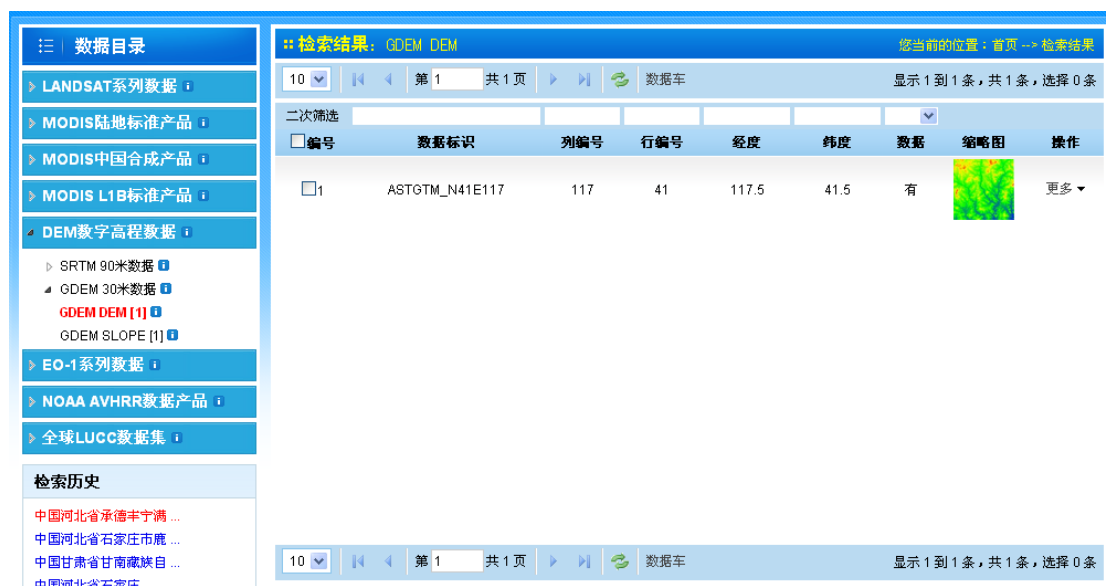 数据目录
LANDSAT系列数据
MODIS陆地标准产品
MODIS中国合成产品
MODIS L1B标准产品
DEM数字高程数据
SRTM 90米数据
GDEM 30米数据
GDEM DEM [1]
GDEM SLOPE [1]
EO-1系列数据
NOAA AVHRR数据产品
全球LUCC数据集
检索历史
中国河北省承德丰宁满 ...
中国河北省石家庄市鹿 ...
中国甘肃省甘南藏族自 ...
中国河北省石家庄
检索结果: GDEM DEM 您当前的位置:首页 --> 检索结果
10 第 1 共 1 页 数据车 显示 1 到 1 条,共 1 条,选择 0 条
二次筛选
编号 数据标识 列编号 行编号 经度 纬度 数据 缩略图 操作
1 ASTGTM_N41E117 117 41 117.5 41.5 有 更多
10 第 1 共 1 页 数据车 显示 1 到 1 条,共 1 条,选择 0 条